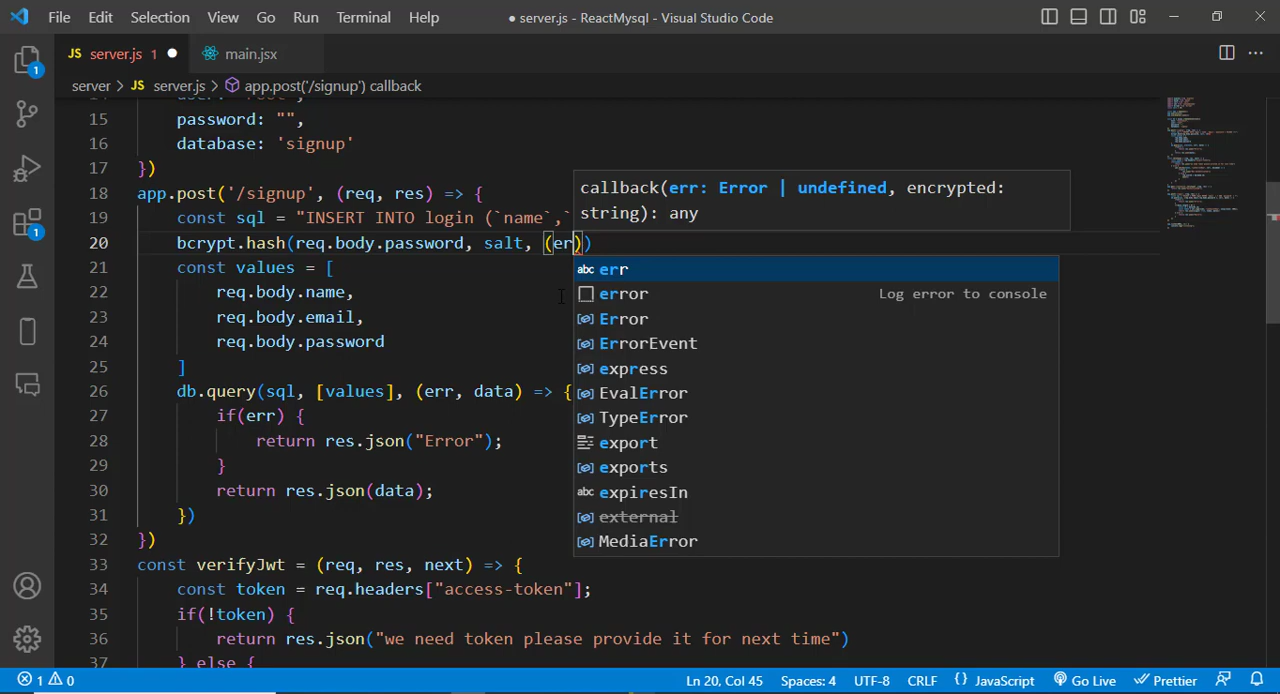 File Edit Selection View Go Run Terminal Help ● server.js - ReactMysql - Visual Studio Code
JS server.js 1 ● main.jsx
server > JS server.js > app.post('/signup') callback
1
1
15 password: "",
16 database: 'signup'
17 })
18 app.post('/signup', (req, res) => {
callback(err: Error | undefined, encrypted:
string): any
19 const sql = "INSERT INTO login (`name`,`
20 bcrypt.hash(req.body.password, salt, (er))
21 const values = [
22 req.body.name,
23 req.body.email,
24 req.body.password
25 ]
26 db.query(sql, [values], (err, data) => {
27 if(err) {
28 return res.json("Error");
29 }
30 return res.json(data);
31 })
32 })
33 const verifyJwt = (req, res, next) => {
34 const token = req.headers["access-token"];
35 if(!token) {
36 return res.json("we need token please provide it for next time")
37 } else {
abc err
error Log error to console
Error
ErrorEvent
express
EvalError
TypeError
export
exports
abc expiresIn
external
MediaError
1 0 Ln 20, Col 45 Spaces: 4 UTF-8 CRLF {} JavaScript Go Live Prettier